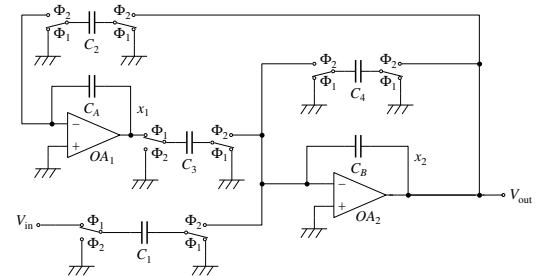 Φ₂ Φ₂
Φ₁ C₂ Φ₁
Φ₂ Φ₂
Φ₁ C₄ Φ₁
C_A x₁
− Φ₁ Φ₂
+ OA₁ Φ₂ C₃ Φ₁
C_B x₂
−
+ OA₂ V_out
V_in Φ₁ Φ₂
Φ₂ C₁ Φ₁